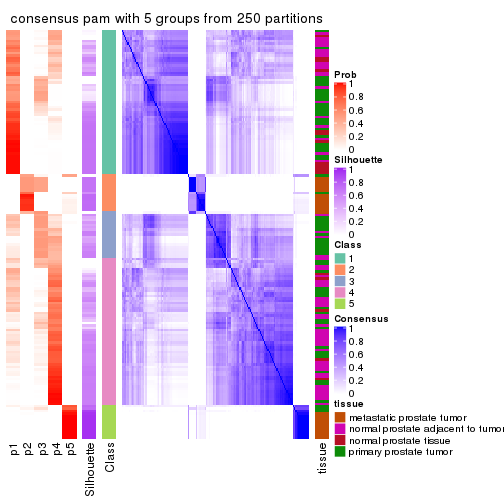 consensus pam with 5 groups from 250 partitions
Prob
1
0.8
0.6
0.4
0.2
0
Silhouette
1
0.8
0.6
0.4
0.2
0
Class
1
2
3
4
5
Consensus
1
0.8
0.6
0.4
0.2
0
tissue
metastatic prostate tumor
normal prostate adjacent to tumor
normal prostate tissue
primary prostate tumor
p1
p2
p3
p4
p5
Silhouette
Class
tissue